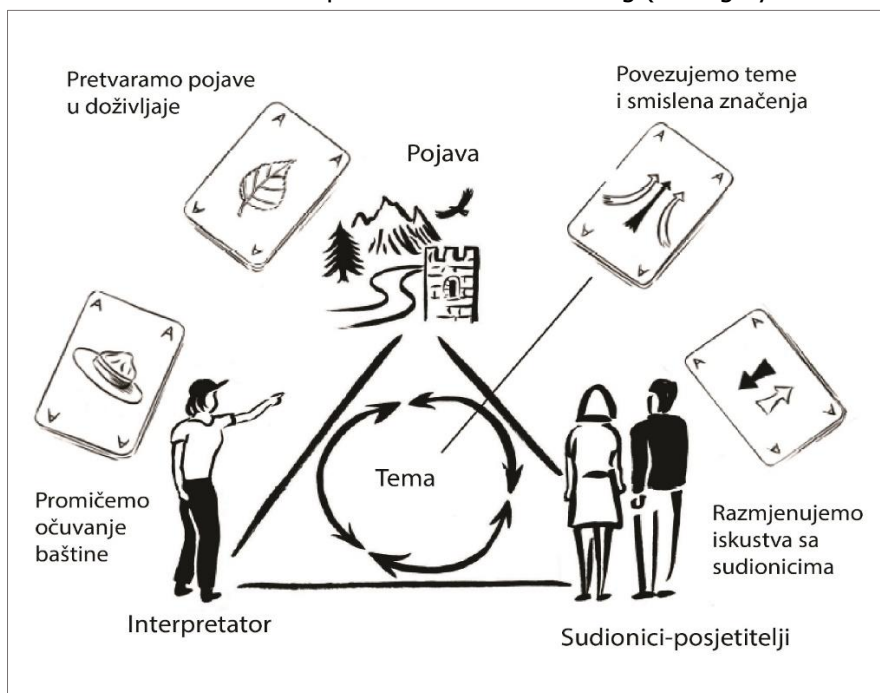 Pretvaramo pojave
u doživljaje
A
A
A
A
Povezujemo teme
i smislena značenja
A
A
A
A
Pojava
A
A
A
A
Promičemo
očuvanje
baštine
Tema
A
A
A
A
Razmjenujemo
iskustva sa
sudionicima
Interpretator
Sudionici-posjetitelji